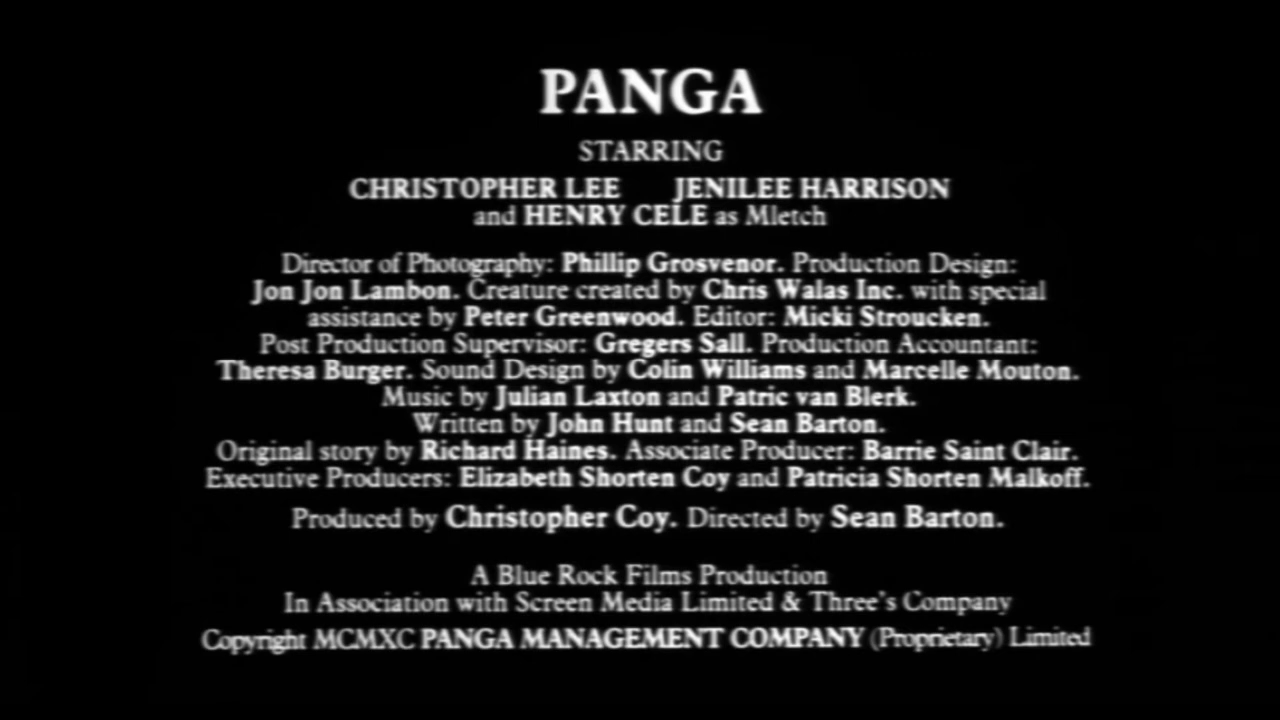 PANGA
STARRING
CHRISTOPHER LEE JENILEE HARRISON
and HENRY CELE as Mletch
Director of Photography: Phillip Grosvenor. Production Design:
Jon Jon Lambon. Creature created by Chris Walas Inc. with special
assistance by Peter Greenwood. Editor: Micki Stroucken.
Post Production Supervisor: Gregers Sall. Production Accountant:
Theresa Burger. Sound Design by Colin Williams and Marcelle Mouton.
Music by Julian Laxton and Patric van Blerk.
Written by John Hunt and Sean Barton.
Original story by Richard Haines. Associate Producer: Barrie Saint Clair.
Executive Producers: Elizabeth Shorten Coy and Patricia Shorten Malkoff.
Produced by Christopher Coy. Directed by Sean Barton.
A Blue Rock Films Production
In Association with Screen Media Limited & Three's Company
Copyright MCMXC PANGA MANAGEMENT COMPANY (Proprietary) Limited